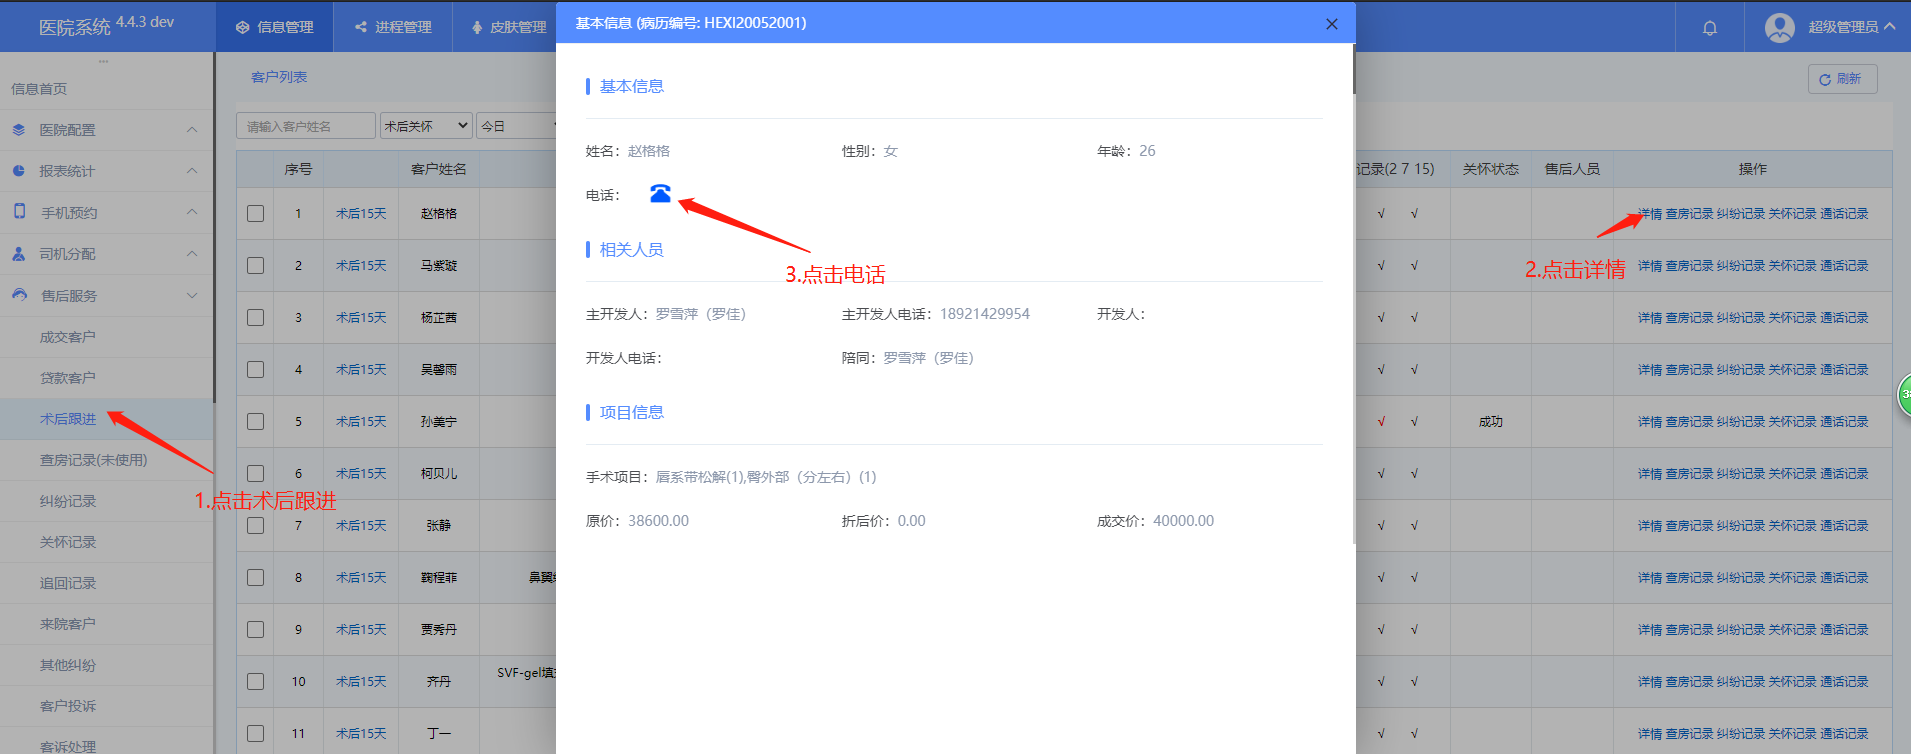 医院系统 4.4.3 dev
信息管理
进程管理
皮肤管理
超级管理员
基本信息 (病历编号: HEXI20052001)
信息首页
医院配置
报表统计
手机预约
司机分配
售后服务
成交客户
贷款客户
术后跟进
查房记录(未使用)
纠纷记录
关怀记录
追回记录
来院客户
其他纠纷
客户投诉
客诉处理
1.点击术后跟进
客户列表
刷新
请输入客户姓名
术后关怀
今日
序号 客户姓名
1 术后15天 赵格格
2 术后15天 马紫璇
3 术后15天 杨芷茜
4 术后15天 吴馨雨
5 术后15天 孙美宁
6 术后15天 柯贝儿
7 术后15天 张静
8 术后15天 鞠程菲
9 术后15天 贾秀丹
10 术后15天 齐丹 SVF-gel填
11 术后15天 丁一
基本信息
姓名: 赵格格 性别: 女 年龄: 26
电话:
3.点击电话
相关人员
主开发人: 罗雪萍（罗佳） 主开发人电话: 18921429954 开发人:
开发人电话: 陪同: 罗雪萍（罗佳）
项目信息
手术项目: 唇系带松解(1),臀外部（分左右）(1)
原价: 38600.00 折后价: 0.00 成交价: 40000.00
记录(2 7 15) 关怀状态 售后人员 操作
√ √ 详情 查房记录 纠纷记录 关怀记录 通话记录
2.点击详情
√ √ 详情 查房记录 纠纷记录 关怀记录 通话记录
√ √ 详情 查房记录 纠纷记录 关怀记录 通话记录
√ √ 详情 查房记录 纠纷记录 关怀记录 通话记录
√ √ 成功 详情 查房记录 纠纷记录 关怀记录 通话记录
√ √ 详情 查房记录 纠纷记录 关怀记录 通话记录
√ √ 详情 查房记录 纠纷记录 关怀记录 通话记录
√ √ 详情 查房记录 纠纷记录 关怀记录 通话记录
√ √ 详情 查房记录 纠纷记录 关怀记录 通话记录
√ √ 详情 查房记录 纠纷记录 关怀记录 通话记录
√ √ 详情 查房记录 纠纷记录 关怀记录 通话记录